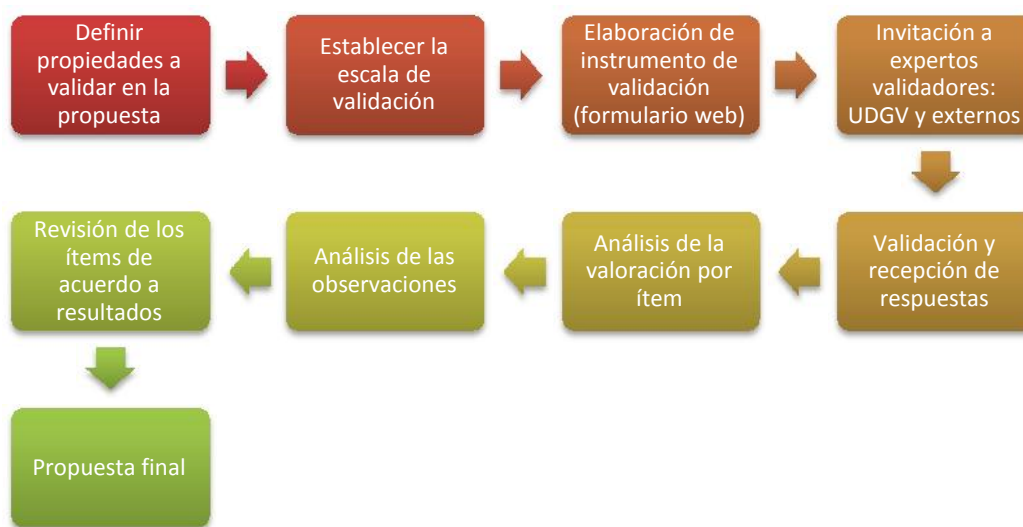 Definir
propiedades a
validar en la
propuesta
Establecer la
escala de
validación
Elaboración de
instrumento de
validación
(formulario web)
Invitación a
expertos
validadores:
UDGV y externos
Validación y
recepción de
respuestas
Análisis de la
valoración por
ítem
Análisis de las
observaciones
Revisión de los
ítems de
acuerdo a
resultados
Propuesta final